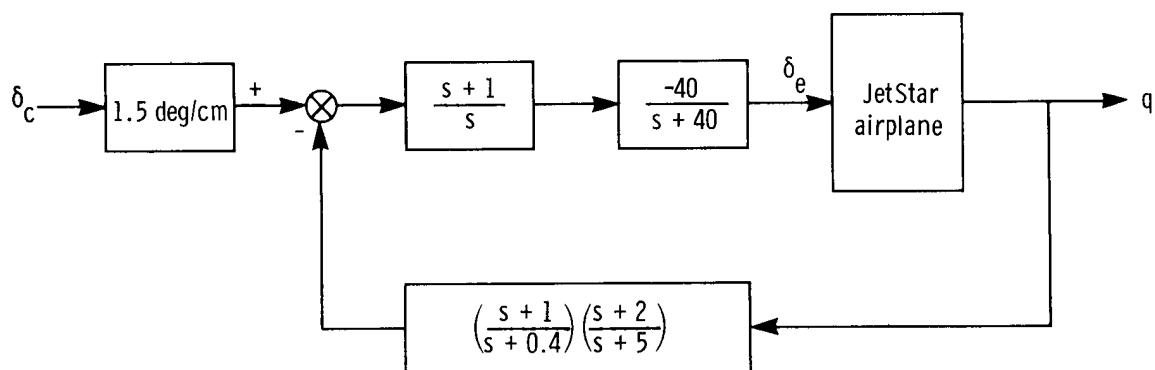 δc
1.5 deg/cm
+
-
s + 1
s
-40
s + 40
δe
JetStar
airplane
q
(s + 1 / s + 0.4) (s + 2 / s + 5)